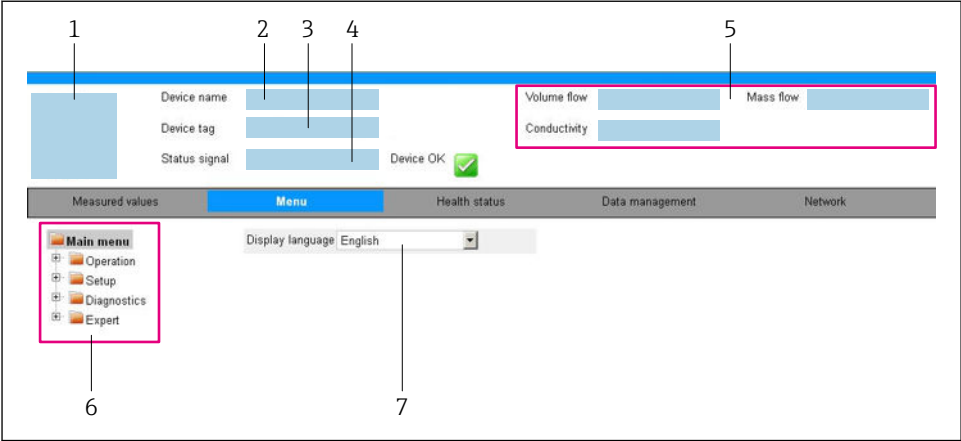 1 2 3 4 5
Device name
Volume flow Mass flow
Device tag
Conductivity
Status signal Device OK
Measured values Menu Health status Data management Network
Main menu
Display language English
Operation
Setup
Diagnostics
Expert
6 7